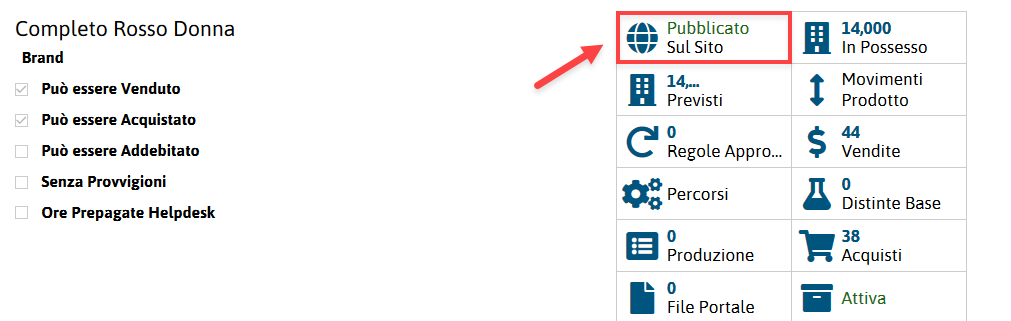 Completo Rosso Donna
Brand
Può essere Venduto
Può essere Acquistato
Può essere Addebitato
Senza Provvigioni
Ore Prepagate Helpdesk
Pubblicato
Sul Sito
14,000
In Possesso
14,...
Previsti
Movimenti
Prodotto
0
Regole Appro...
44
Vendite
Percorsi
0
Distinte Base
0
Produzione
38
Acquisti
0
File Portale
Attiva